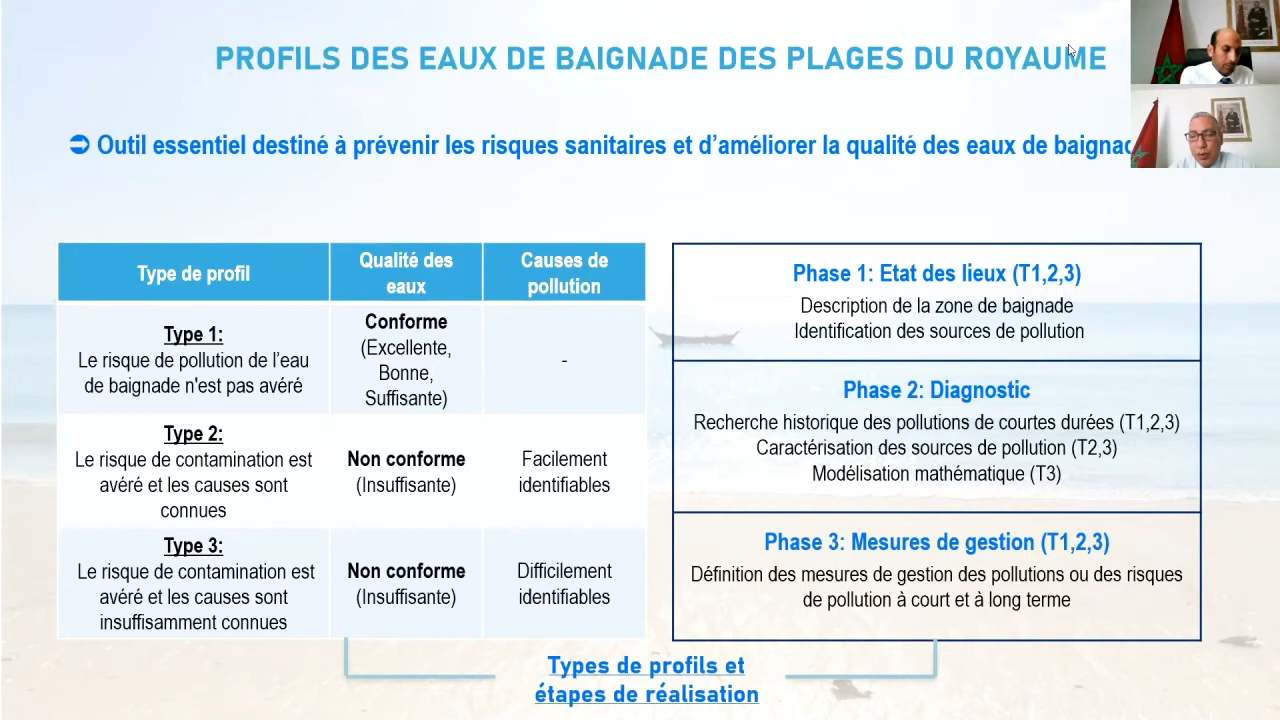 PROFILS DES EAUX DE BAIGNADE DES PLAGES DU ROYAUME
Outil essentiel destiné à prévenir les risques sanitaires et d’améliorer la qualité des eaux de
Type de profil
Qualité des
eaux
Causes de
pollution
Type 1:
Le risque de pollution de l’eau
de baignade n'est pas avéré
Conforme
(Excellente,
Bonne,
Suffisante)
-
Type 2:
Le risque de contamination est
avéré et les causes sont
connues
Non conforme
(Insuffisante)
Facilement
identifiables
Type 3:
Le risque de contamination est
avéré et les causes sont
insuffisamment connues
Non conforme
(Insuffisante)
Difficilement
identifiables
Phase 1: Etat des lieux (T1,2,3)
Description de la zone de baignade
Identification des sources de pollution
Phase 2: Diagnostic
Recherche historique des pollutions de courtes durées (T1,2,3)
Caractérisation des sources de pollution (T2,3)
Modélisation mathématique (T3)
Phase 3: Mesures de gestion (T1,2,3)
Définition des mesures de gestion des pollutions ou des risques
de pollution à court et à long terme
Types de profils et
étapes de réalisation